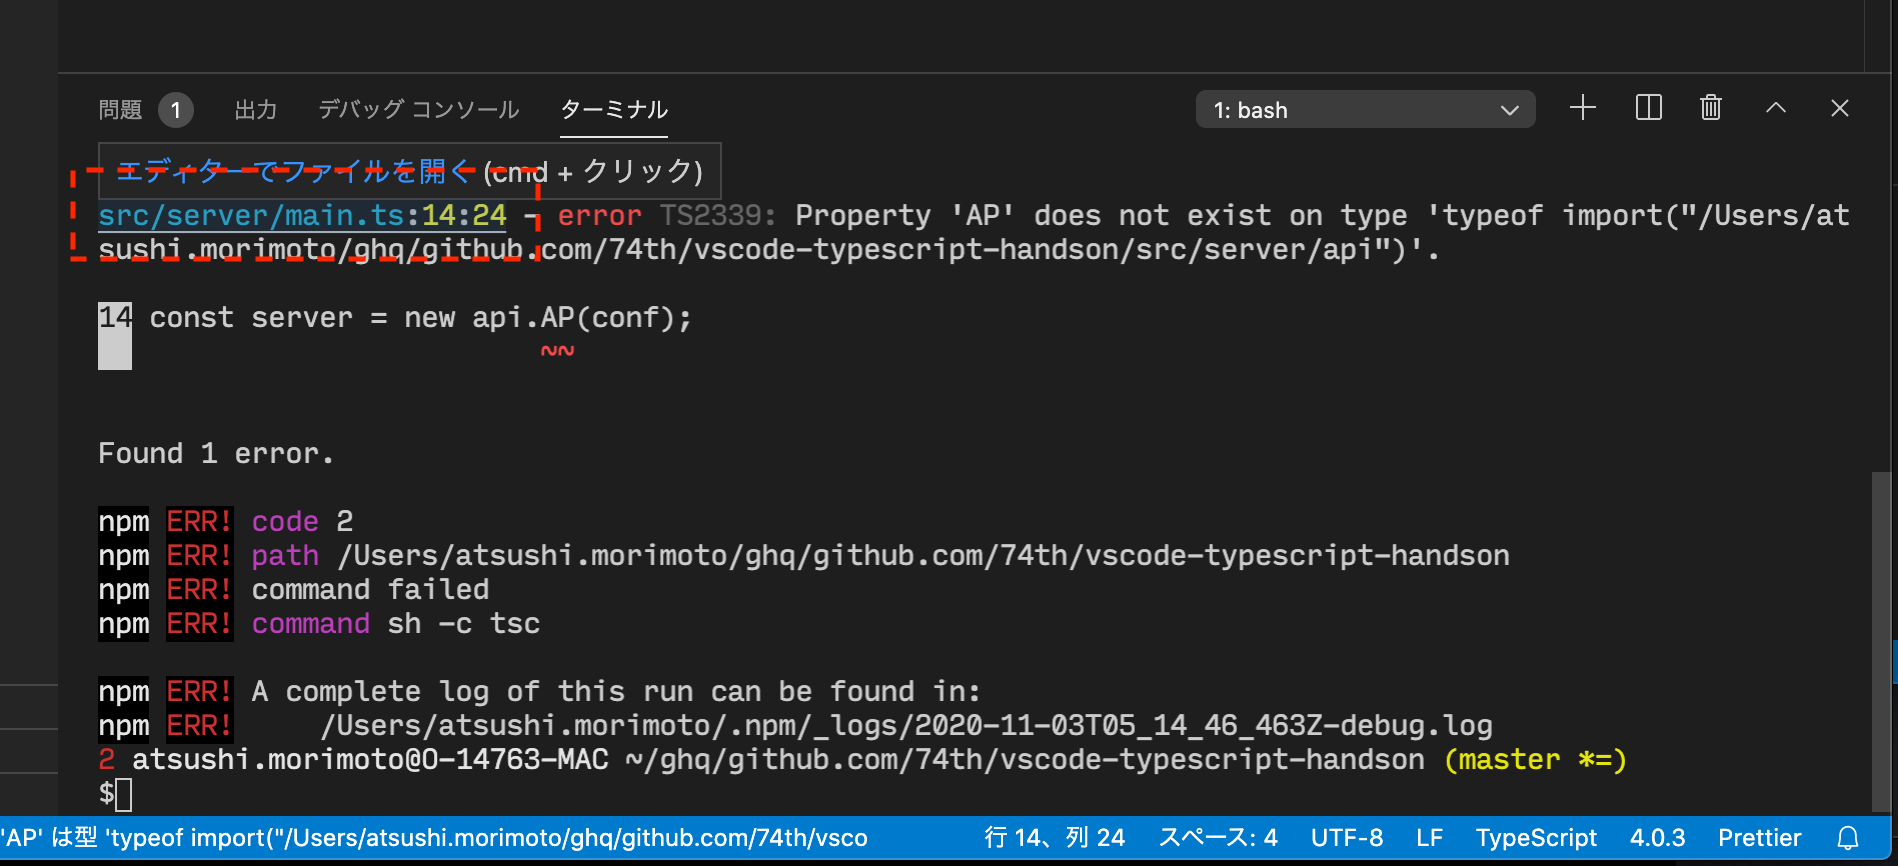 問題 1 出力 デバッグ コンソール ターミナル 1: bash
エディターでファイルを開く (cmd + クリック)
src/server/main.ts:14:24 - error TS2339: Property 'AP' does not exist on type 'typeof import("/Users/at
sushi.morimoto/ghq/github.com/74th/vscode-typescript-handson/src/server/api")'.
14 const server = new api.AP(conf);
~~
Found 1 error.
npm ERR! code 2
npm ERR! path /Users/atsushi.morimoto/ghq/github.com/74th/vscode-typescript-handson
npm ERR! command failed
npm ERR! command sh -c tsc
npm ERR! A complete log of this run can be found in:
npm ERR!     /Users/atsushi.morimoto/.npm/_logs/2020-11-03T05_14_46_463Z-debug.log
2 atsushi.morimoto@O-14763-MAC ~/ghq/github.com/74th/vscode-typescript-handson (master *=)
$
'AP' は型 'typeof import("/Users/atsushi.morimoto/ghq/github.com/74th/vsco 行 14、列 24 スペース: 4 UTF-8 LF TypeScript 4.0.3 Prettier